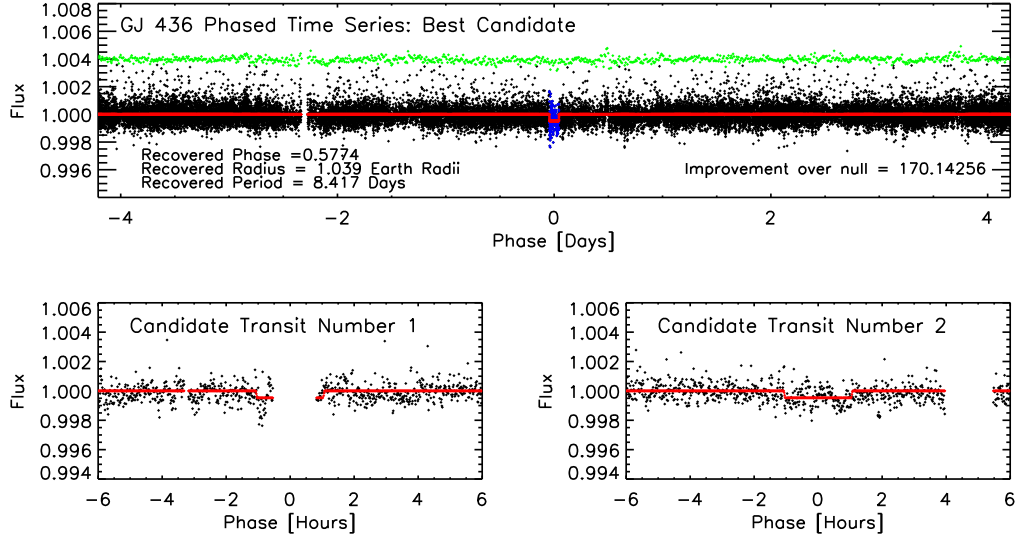 GJ 436 Phased Time Series: Best Candidate
1.008
1.006
1.004
1.002
1.000
0.998
0.996
Flux
Recovered Phase =0.5774
Recovered Radius = 1.039 Earth Radii
Recovered Period = 8.417 Days
Improvement over null = 170.14256
−4 −2 0 2 4
Phase [Days]
Candidate Transit Number 1
1.006
1.004
1.002
1.000
0.998
0.996
0.994
Flux
−6 −4 −2 0 2 4 6
Phase [Hours]
Candidate Transit Number 2
1.006
1.004
1.002
1.000
0.998
0.996
0.994
Flux
−6 −4 −2 0 2 4 6
Phase [Hours]